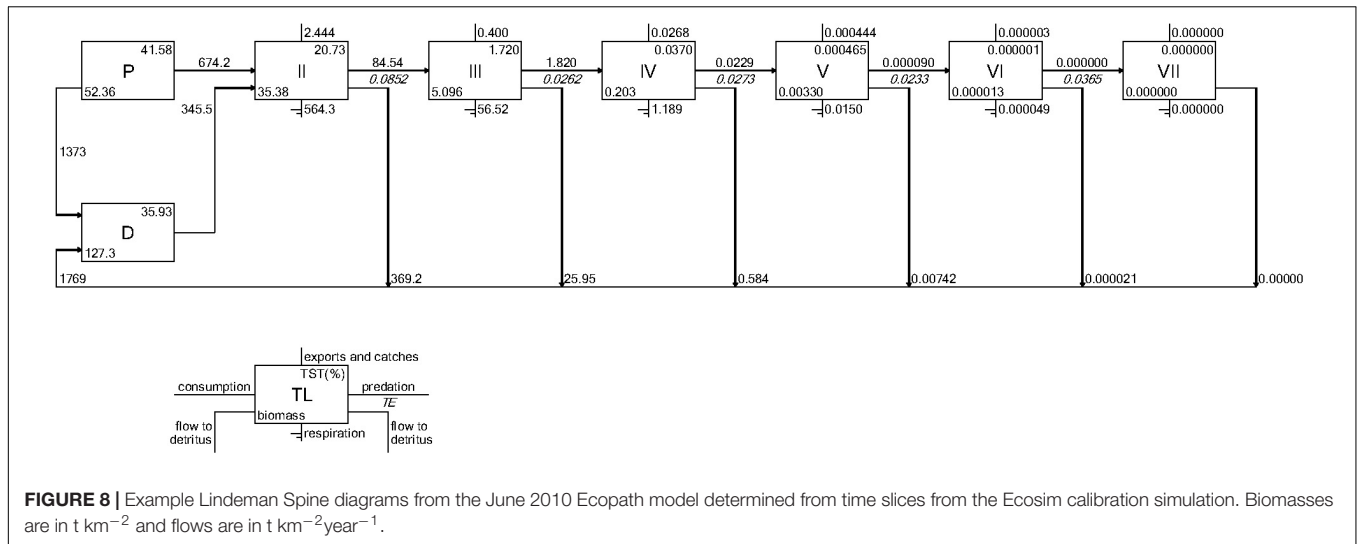 2.444 0.400 0.0268 0.000444 0.000003 0.000000
41.58 20.73 1.720 0.0370 0.000465 0.000001 0.000000
P 674.2 II 84.54 III 1.820 IV 0.0229 V 0.000090 VI 0.000000 VII
0.0852 0.0262 0.0273 0.0233 0.0365
52.36 35.38 5.096 0.203 0.00330 0.000013 0.000000
345.5 564.3 56.52 1.189 0.0150 0.000049 0.000000
1373
35.93
D
127.3
1769 369.2 25.95 0.584 0.00742 0.000021 0.00000
exports and catches
TST(%)
consumption TL predation
TE
biomass
flow to detritus
respiration
flow to detritus
FIGURE 8 | Example Lindeman Spine diagrams from the June 2010 Ecopath model determined from time slices from the Ecosim calibration simulation. Biomasses
are in t km−2 and flows are in t km−2year−1.